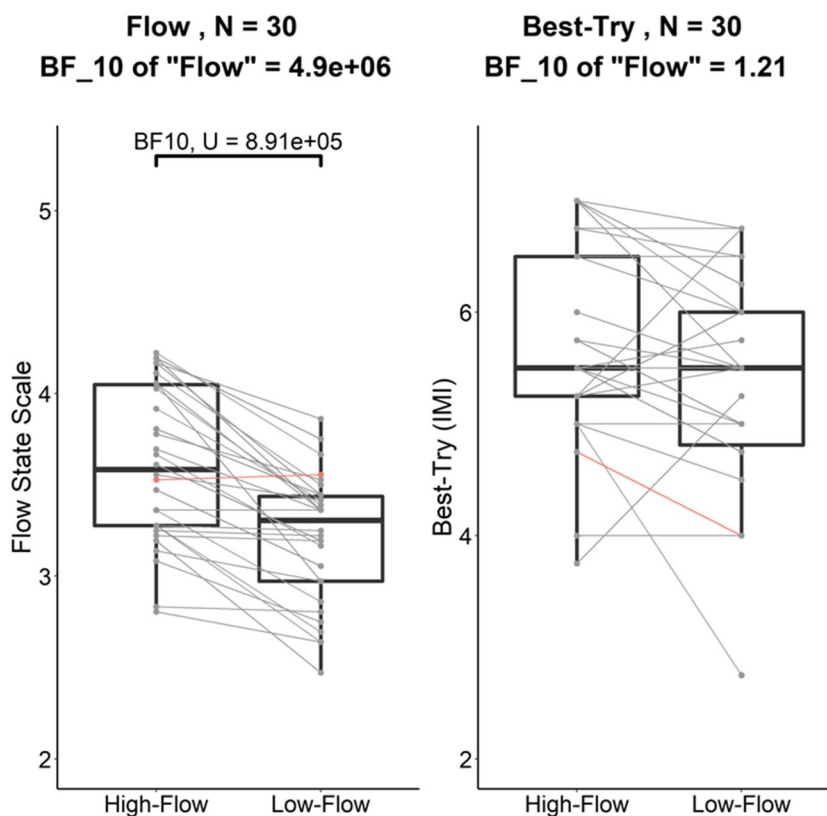 Flow , N = 30
BF_10 of "Flow" = 4.9e+06
BF10, U = 8.91e+05
Flow State Scale
5
4
3
2
High-Flow
Low-Flow
Best-Try , N = 30
BF_10 of "Flow" = 1.21
Best-Try (IMI)
6
4
2
High-Flow
Low-Flow